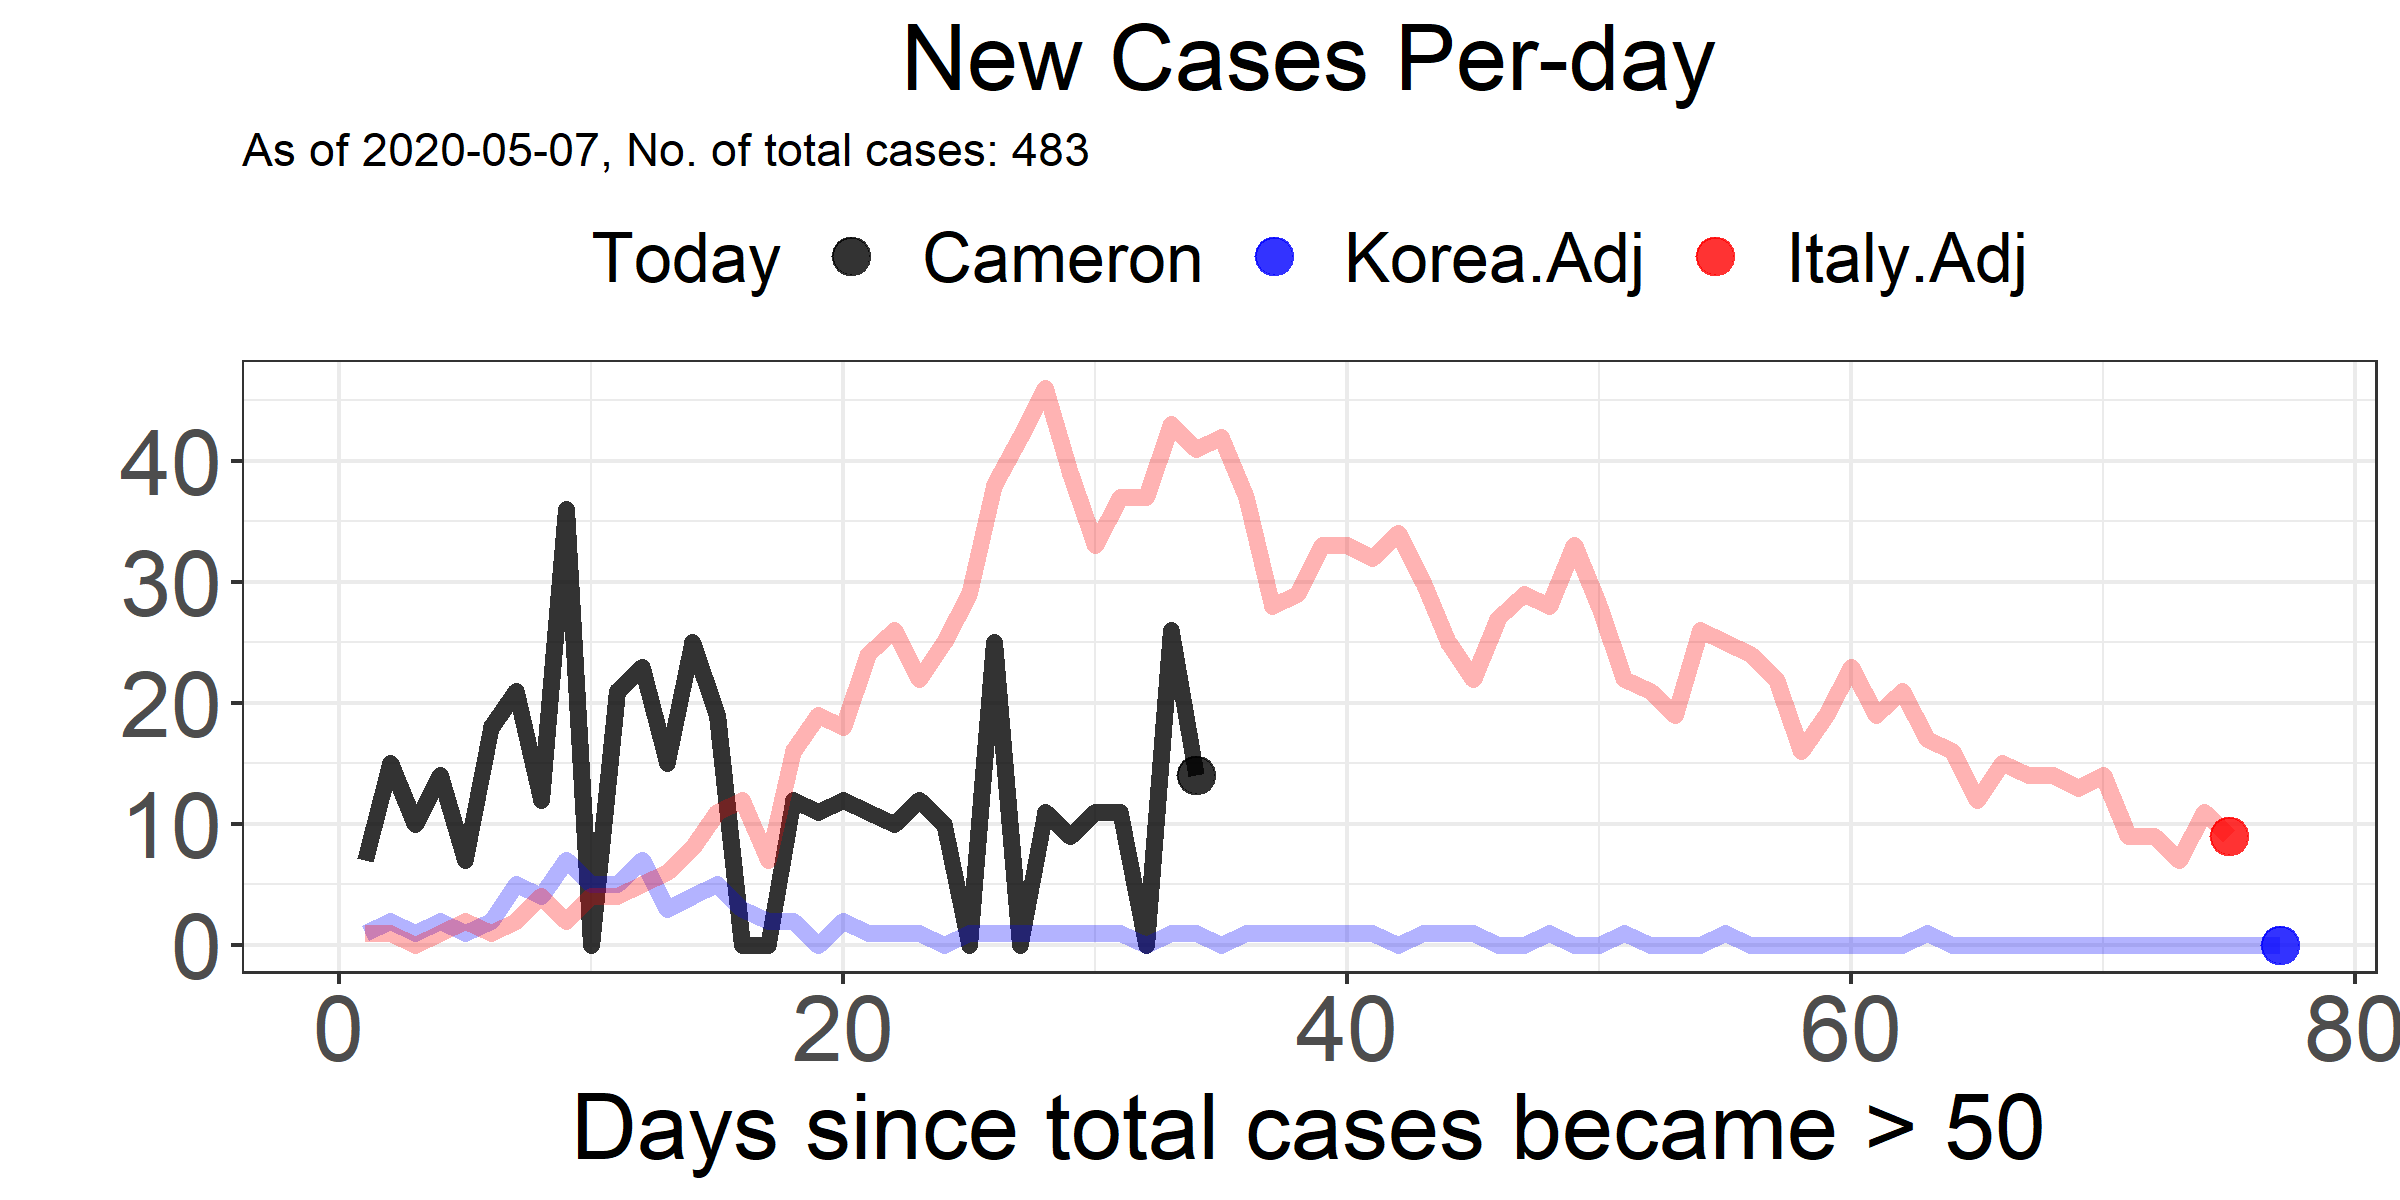 New Cases Per-day
As of 2020-05-07, No. of total cases: 483
Today Cameron Korea.Adj Italy.Adj
40
30
20
10
0
0 20 40 60 80
Days since total cases became > 50